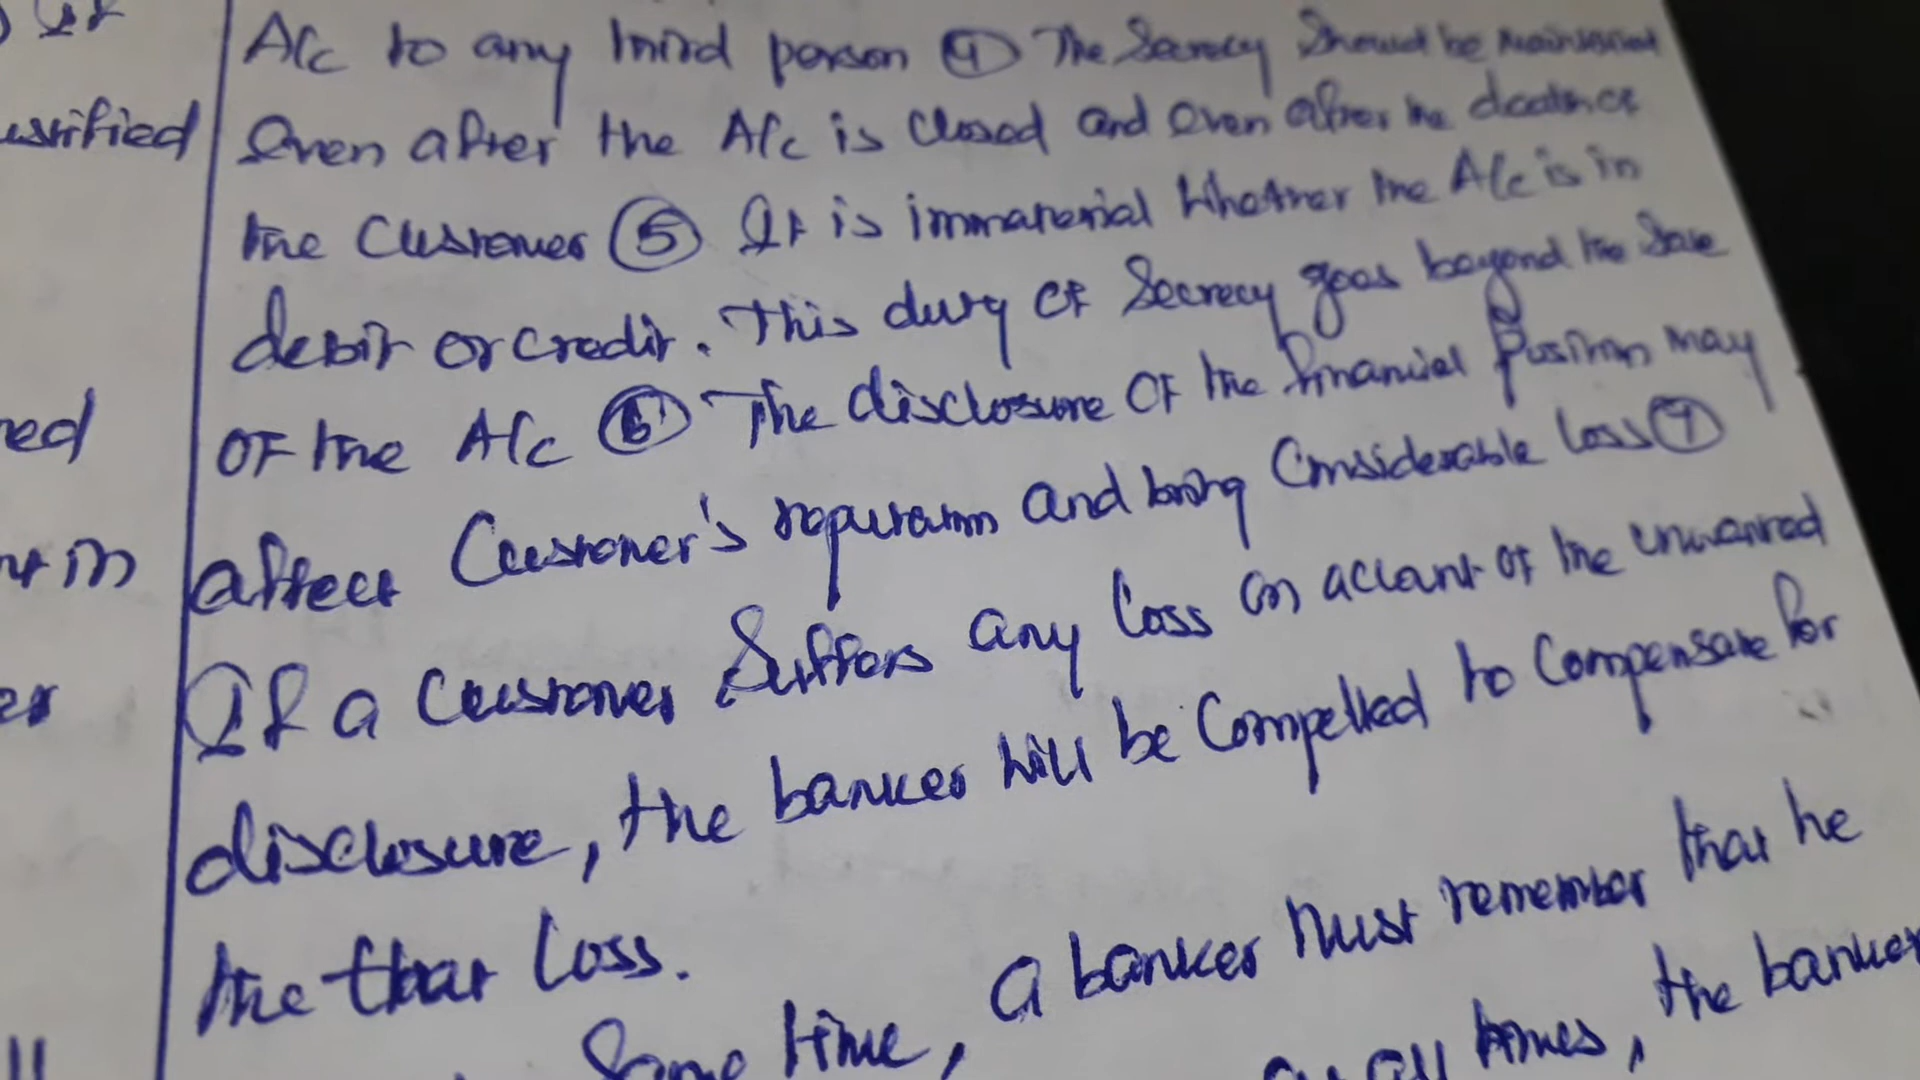 A/c to any third person ④ The Secrecy Should be maintained
Even after the A/c is closed and even after the death of
the Customer ⑤ It is immaterial whether the A/c is in
debit or credit. This duty of Secrecy goes beyond the State
OF the A/c ⑥ The disclosure OF the financial position may
affect Customer's reputation and bring Considerable loss ⑦
If a Customer Suffers any loss on account of the unwanted
disclosure, the banker will be compelled to Compensate for
the that loss.
Same time, a banker must remember that he
all times, the banker